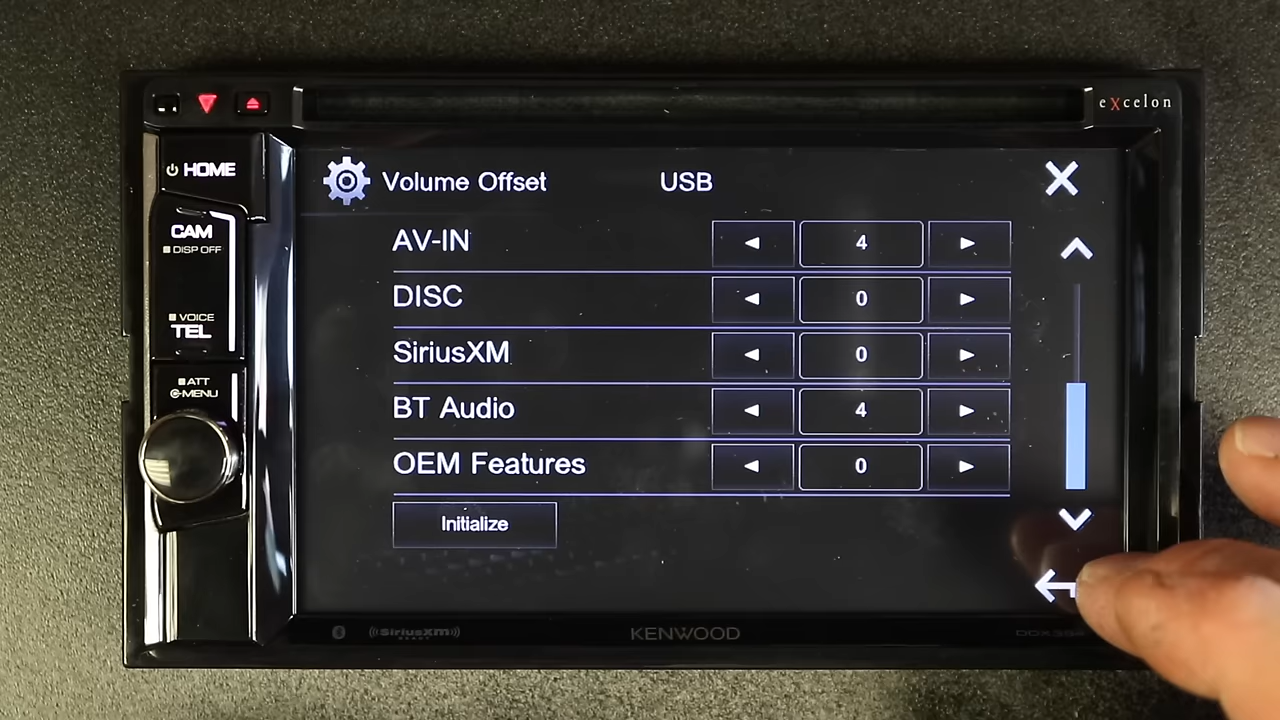 excelon
HOME
Volume Offset
USB
CAM
DISP OFF
AV-IN
4
DISC
0
VOICE
TEL
SiriusXM
0
ATT
MENU
BT Audio
4
OEM Features
0
Initialize
((SiriusXM))
READY
KENWOOD